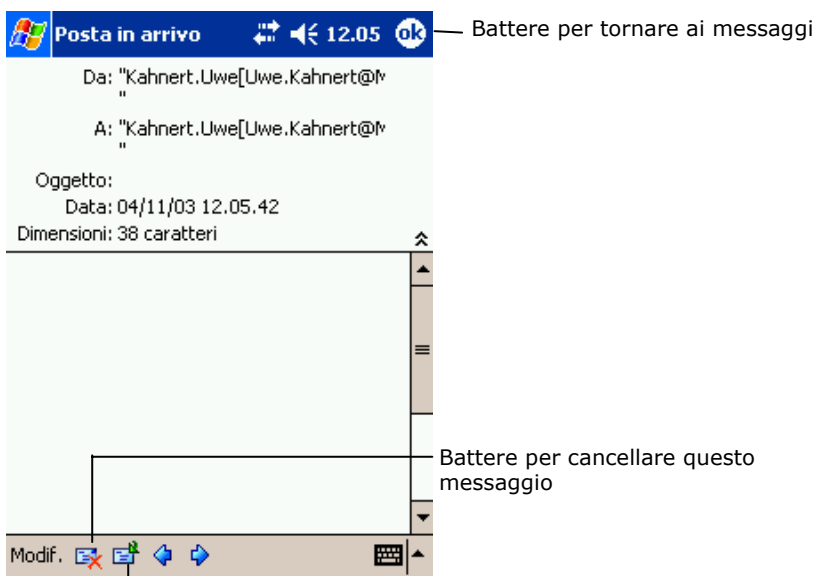 Posta in arrivo 12.05 ok
Battere per tornare ai messaggi
Da: "Kahnert.Uwe[Uwe.Kahnert@M
"
A: "Kahnert.Uwe[Uwe.Kahnert@M
"
Oggetto:
Data: 04/11/03 12.05.42
Dimensioni: 38 caratteri
Battere per cancellare questo
messaggio
Modif.